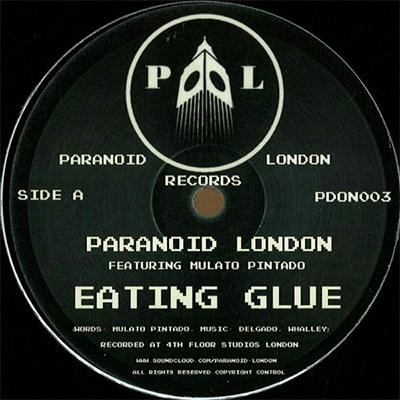 P L
PARANOID LONDON
RECORDS
SIDE A PDON003
PARANOID LONDON
FEATURING MULATO PINTADO
EATING GLUE
(WORDS: MULATO PINTADO, MUSIC: DELGADO, WHALLEY)
RECORDED AT 4TH FLOOR STUDIOS LONDON
WWW.SOUNDCLOUD.COM/PARANOID-LONDON
ALL RIGHTS RESERVED COPYRIGHT CONTROL